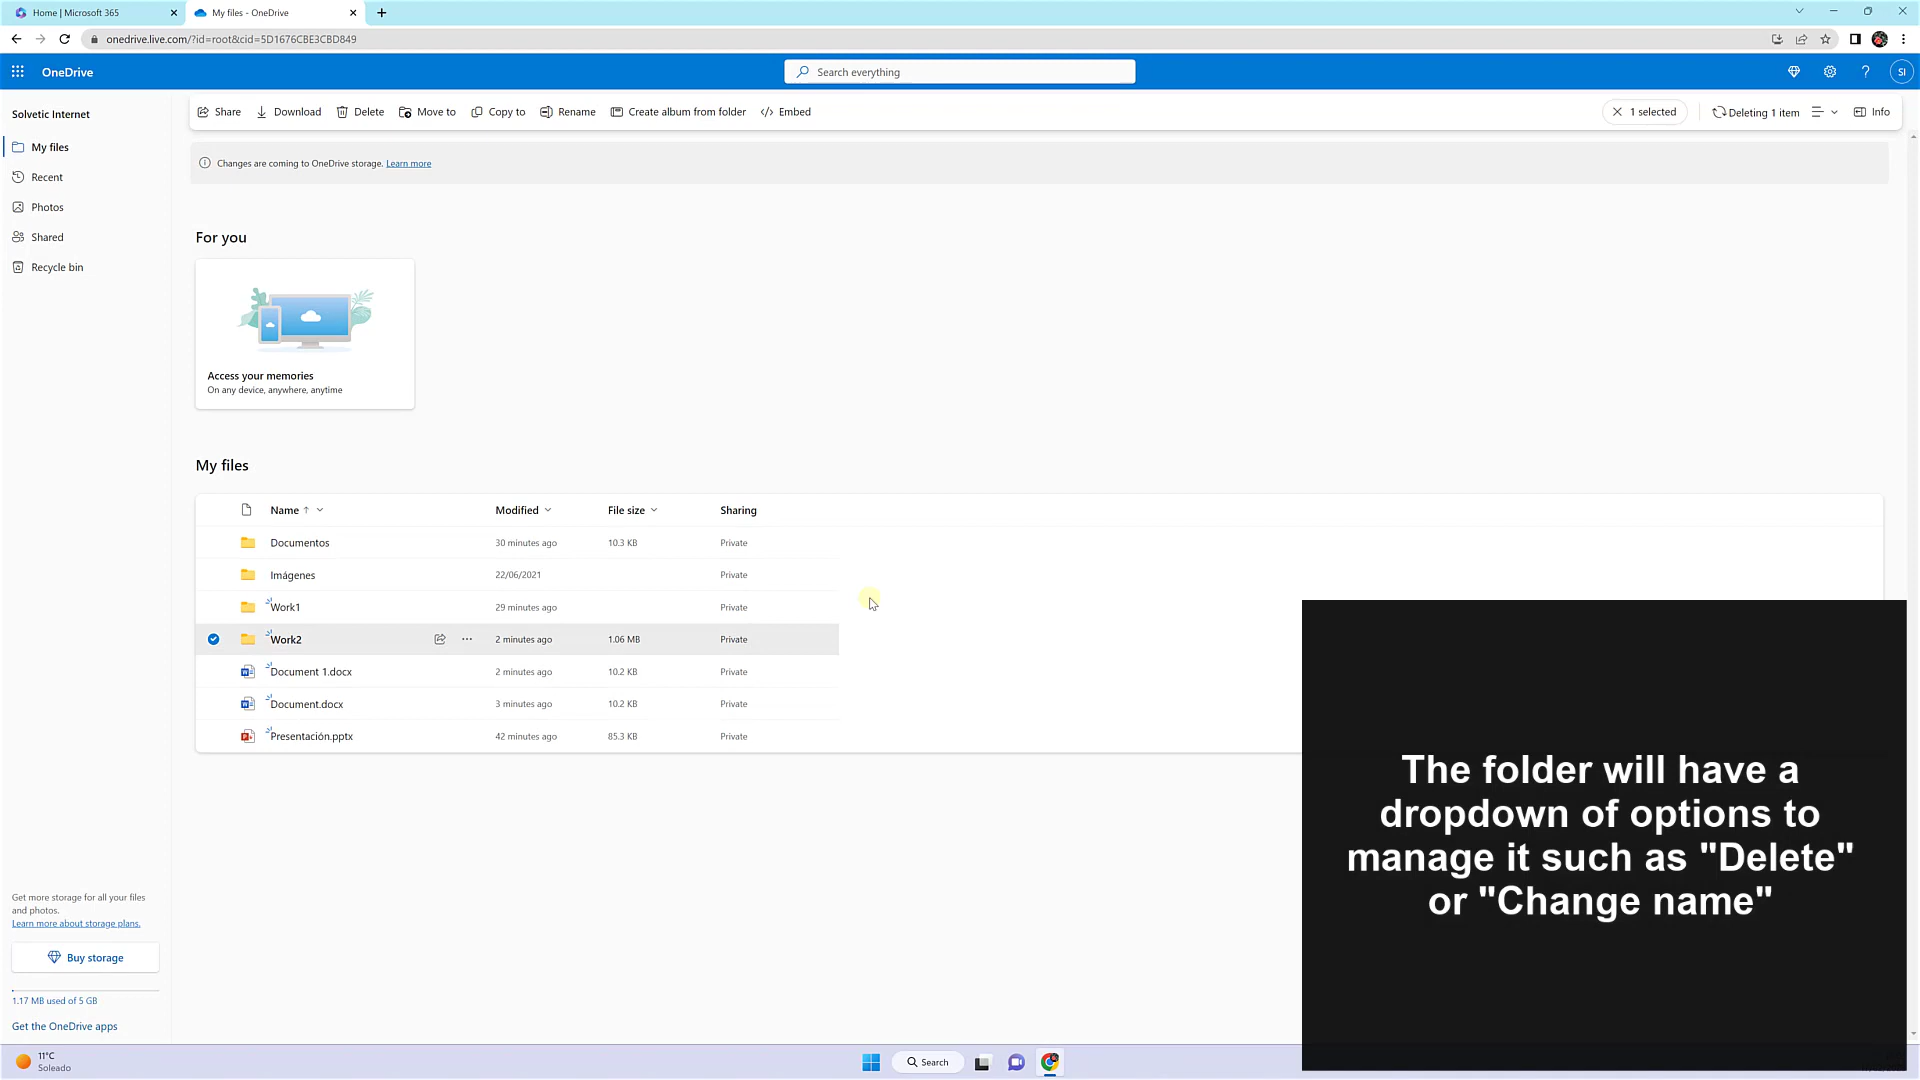 Home | Microsoft 365
My files - OneDrive
onedrive.live.com/?id=root&cid=5D1676CBE3CBD849
OneDrive
Search everything
SI
Solvetic Internet
My files
Recent
Photos
Shared
Recycle bin
Share Download Delete Move to Copy to Rename Create album from folder Embed
1 selected
Deleting 1 item
Info
Changes are coming to OneDrive storage. Learn more
For you
Access your memories
On any device, anywhere, anytime
My files
Name Modified File size Sharing
Documentos 30 minutes ago 10.3 KB Private
Imágenes 22/06/2021 Private
Work1 29 minutes ago Private
Work2 2 minutes ago 1.06 MB Private
Document 1.docx 2 minutes ago 10.2 KB Private
Document.docx 3 minutes ago 10.2 KB Private
Presentación.pptx 42 minutes ago 85.3 KB Private
Get more storage for all your files
and photos.
Learn more about storage plans.
Buy storage
1.17 MB used of 5 GB
Get the OneDrive apps
The folder will have a
dropdown of options to
manage it such as "Delete"
or "Change name"
11°C
Soleado
Search